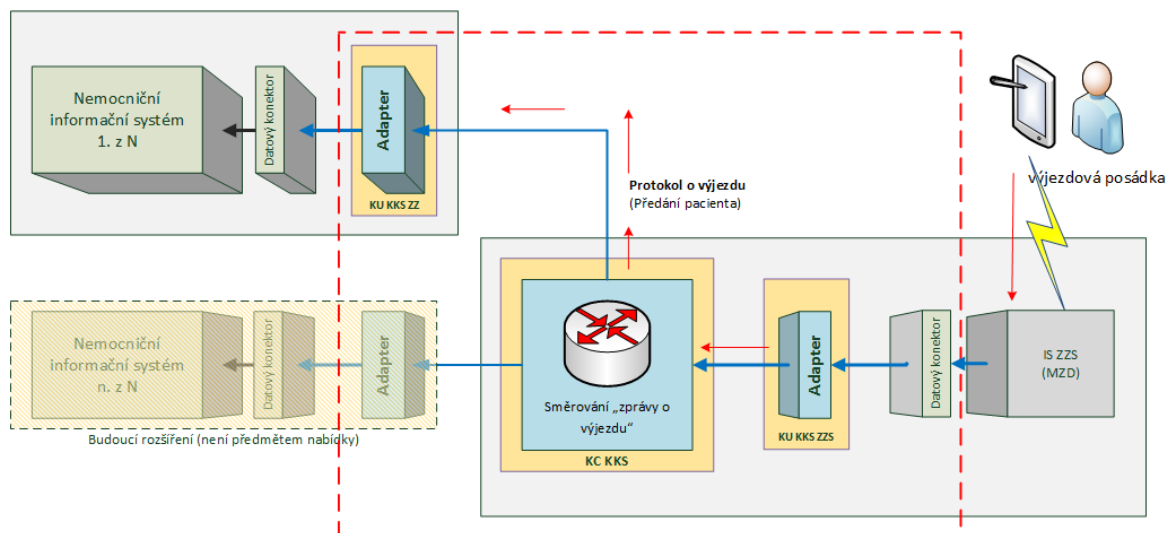 Nemocniční
informační systém
1. z N
Datový konektor
Adapter
KU KKS ZZ
Protokol o výjezdu
(Předání pacienta)
výjezdová posádka
Nemocniční
informační systém
n. z N
Datový konektor
Adapter
Budoucí rozšíření (není předmětem nabídky)
Směrování „zprávy o
výjezdu“
KC KKS
Adapter
KU KKS ZZS
Datový konektor
IS ZZS
(MZD)